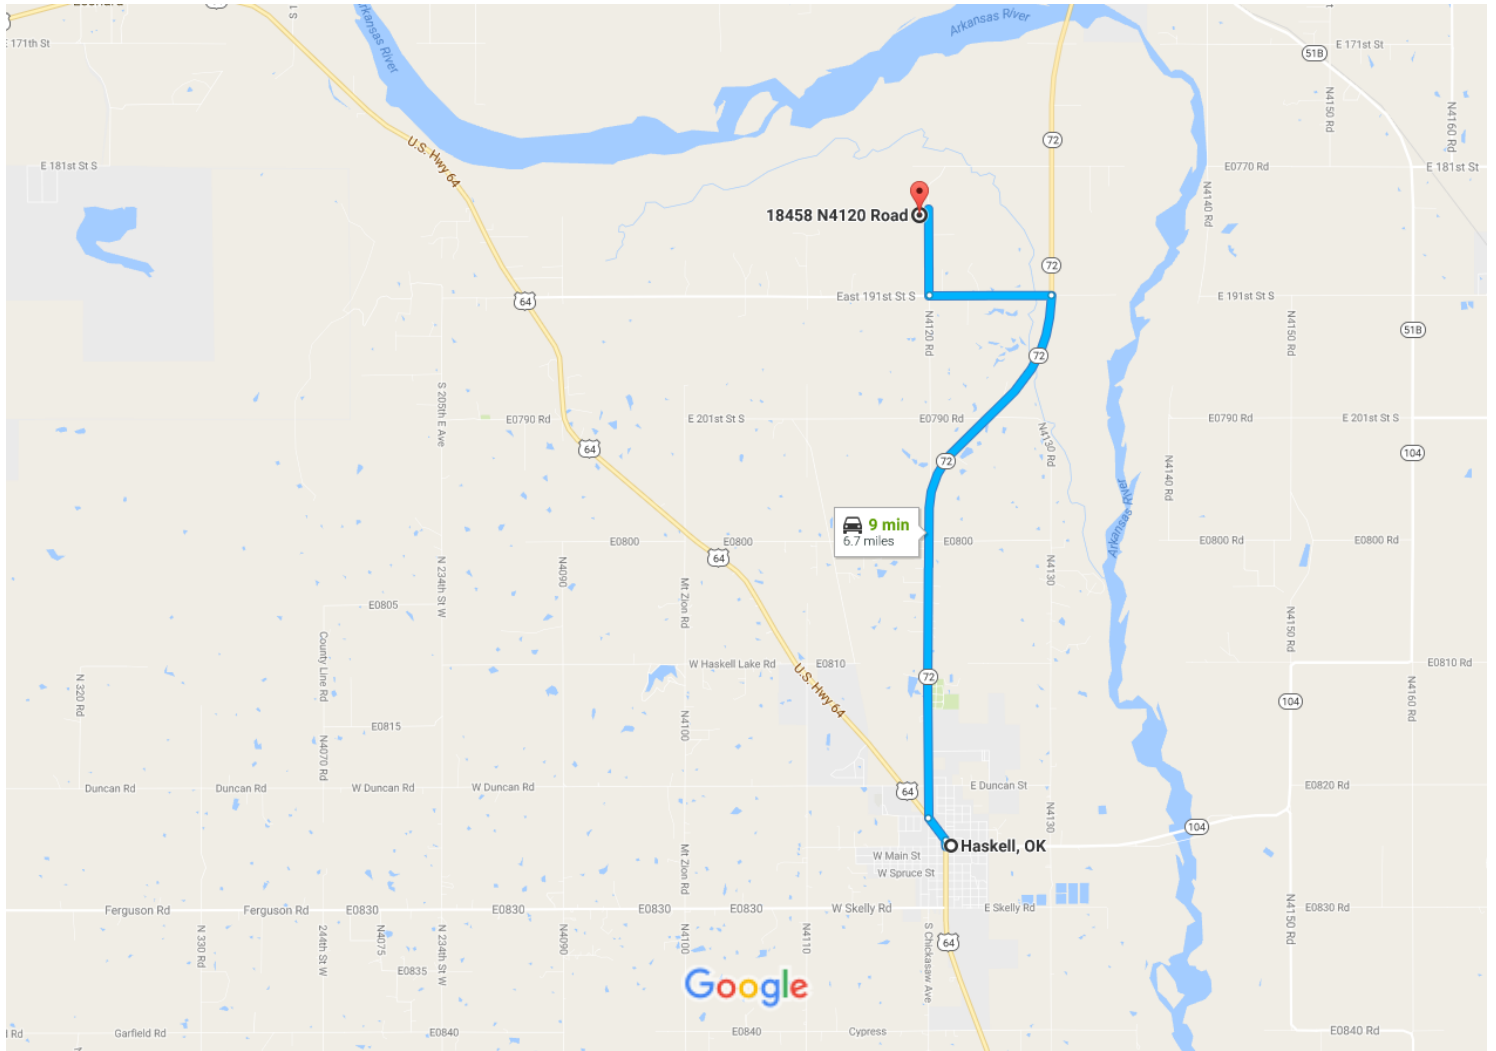 Arkansas River
E 171th St
Arkansas River
51B
E 171st St
U.S. Hwy 64
72
N4150 Rd
N4160 Rd
E 181st St S
E0770 Rd
E 181st St
18458 N4120 Road
N4140 Rd
72
64
East 191st St S
E 191st St S
N4120 Rd
N4150 Rd
51B
72
S 205th E Ave
E0790 Rd
E 201st St S
E0790 Rd
E0790 Rd
E 201st St S
64
N4130 Rd
104
72
N4140 Rd
Arkansas River
9 min
6.7 miles
E0800
E0800
E0800
E0800 Rd
E0800 Rd
64
N4090
N 234th St W
Mt Zion Rd
N4130
E0805
County Line Rd
N4150 Rd
W Haskell Lake Rd
E0810
E0810 Rd
72
U.S. Hwy 64
N 320 Rd
N4160 Rd
104
E0815
N4100
N4070 Rd
Duncan Rd
Duncan Rd
W Duncan Rd
W Duncan Rd
64
E Duncan St
E0820 Rd
N4130
104
Haskell, OK
W Main St
Mt Zion Rd
W Spruce St
Ferguson Rd
Ferguson Rd
E0830
E0830
E0830
E0830
W Skelly Rd
E Skelly Rd
E0830 Rd
N 330 Rd
244th St W
N4075
N 234th St W
N4090
N4100
N4110
S Chickasaw Ave
64
N4150 Rd
E0835
Google
Rd
Garfield Rd
E0840
E0840
Cypress
E0840 Rd